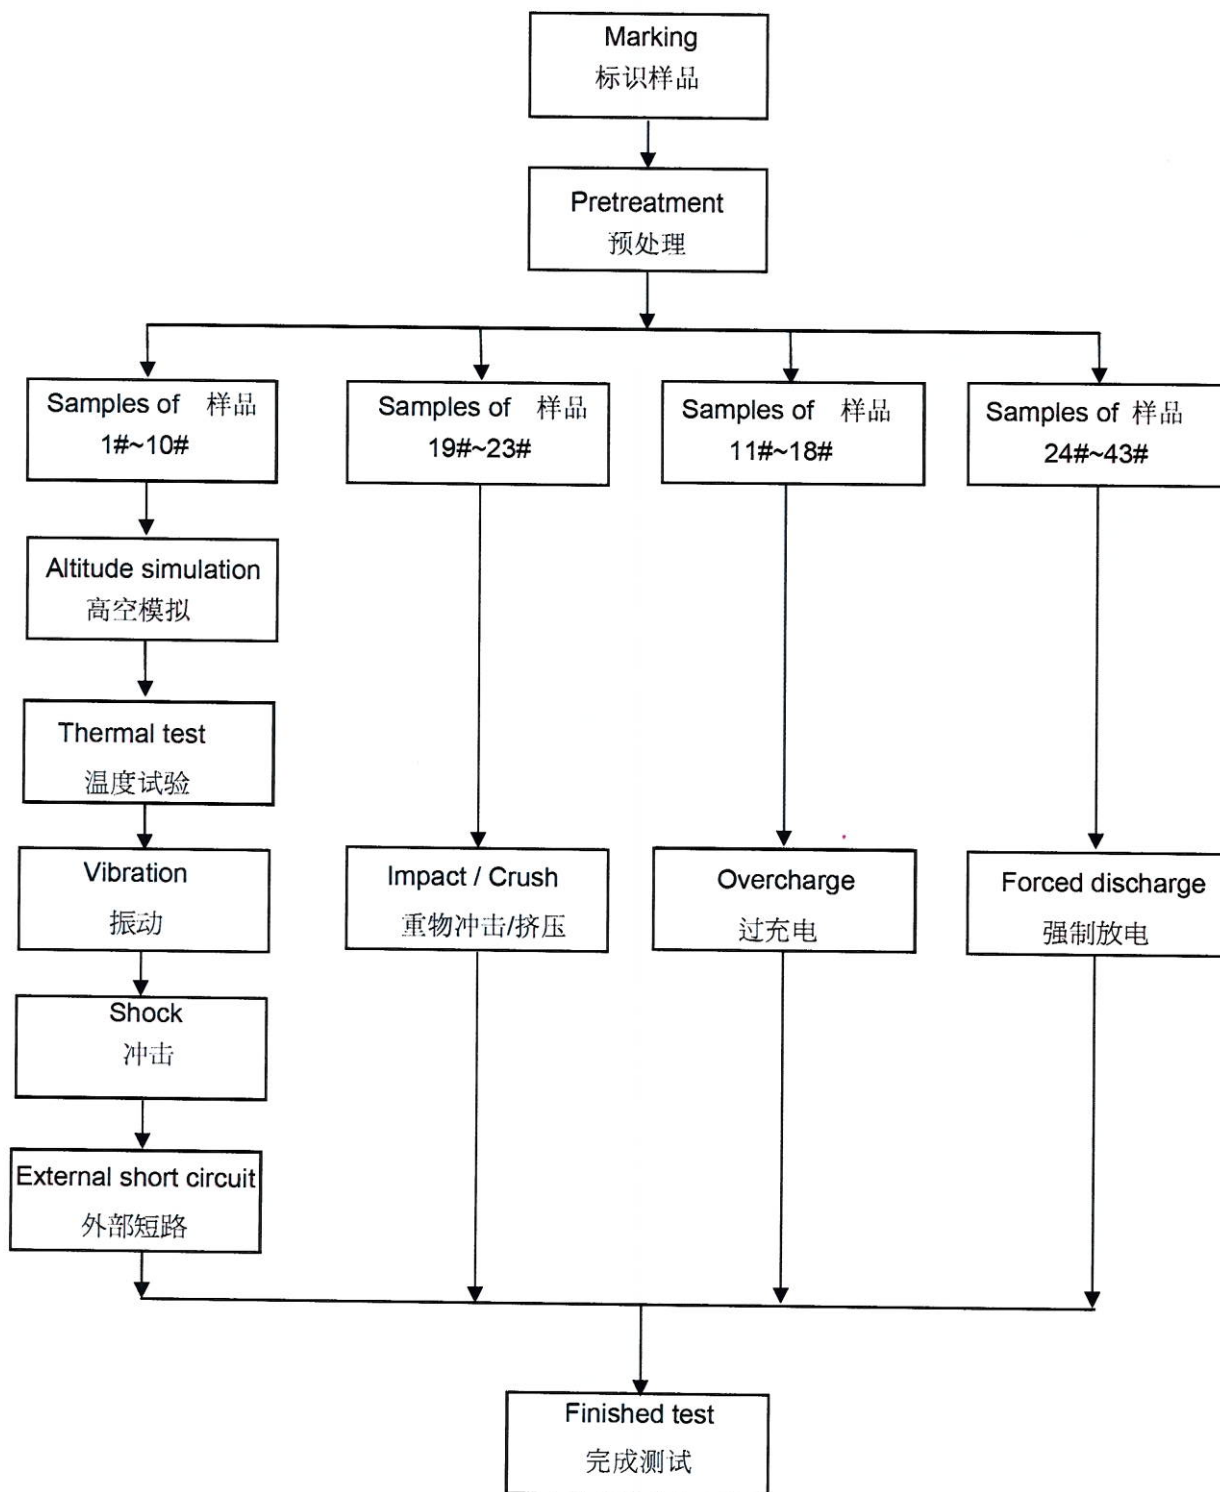 Marking
标识样品
Pretreatment
预处理
Samples of 样品
1#~10#
Samples of 样品
19#~23#
Samples of 样品
11#~18#
Samples of 样品
24#~43#
Altitude simulation
高空模拟
Thermal test
温度试验
Vibration
振动
Impact / Crush
重物冲击/挤压
Overcharge
过充电
Forced discharge
强制放电
Shock
冲击
External short circuit
外部短路
Finished test
完成测试